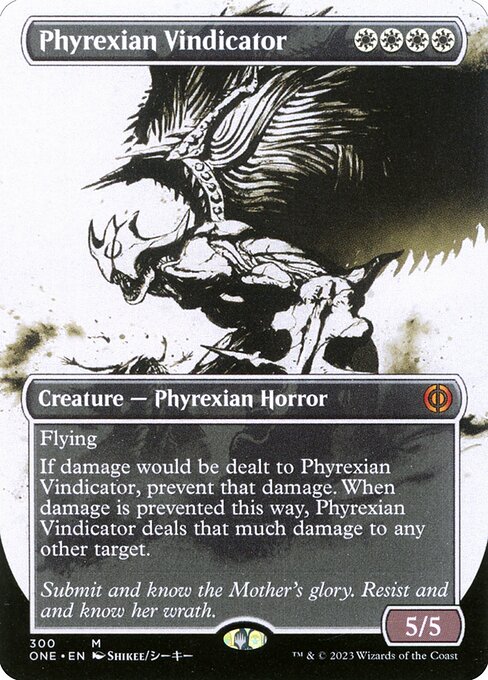 Phyrexian Vindicator
Creature — Phyrexian Horror
Flying
If damage would be dealt to Phyrexian
Vindicator, prevent that damage. When
damage is prevented this way, Phyrexian
Vindicator deals that much damage to any
other target.
Submit and know the Mother's glory. Resist and
and know her wrath.
5/5
300 M
ONE • EN Shikee/シーキー
™ & © 2023 Wizards of the Coast